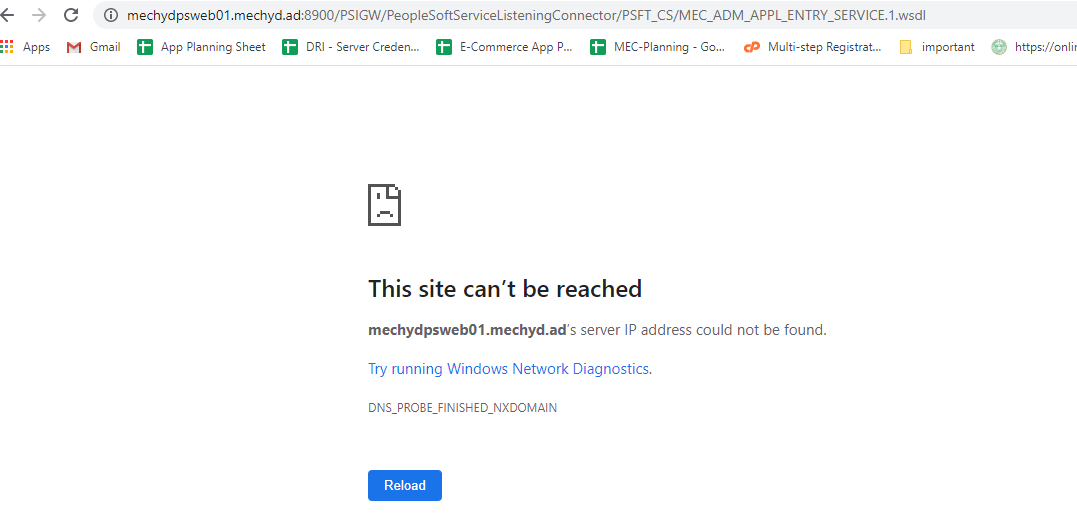 mechydpsweb01.mechyd.ad:8900/PSIGW/PeopleSoftServiceListeningConnector/PSFT_CS/MEC_ADM_APPL_ENTRY_SERVICE.1.wsdl
Apps Gmail App Planning Sheet DRI - Server Creden... E-Commerce App P... MEC-Planning - Go... Multi-step Registrat... important https://onlin
This site can't be reached
mechydpsweb01.mechyd.ad's server IP address could not be found.
Try running Windows Network Diagnostics.
DNS_PROBE_FINISHED_NXDOMAIN
Reload